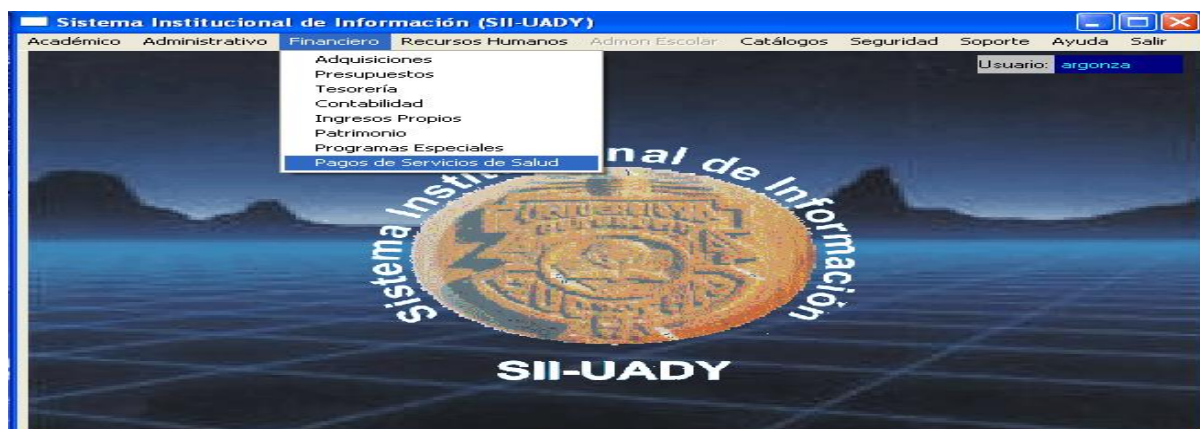 Sistema Institucional de Información (SII-UADY)
Académico Administrativo Financiero Recursos Humanos Admon Escolar Catálogos Seguridad Soporte Ayuda Salir
Usuario: argonza
Adquisiciones
Presupuestos
Tesorería
Contabilidad
Ingresos Propios
Patrimonio
Programas Especiales
Pagos de Servicios de Salud
Sistema Institucional de Información
SII-UADY